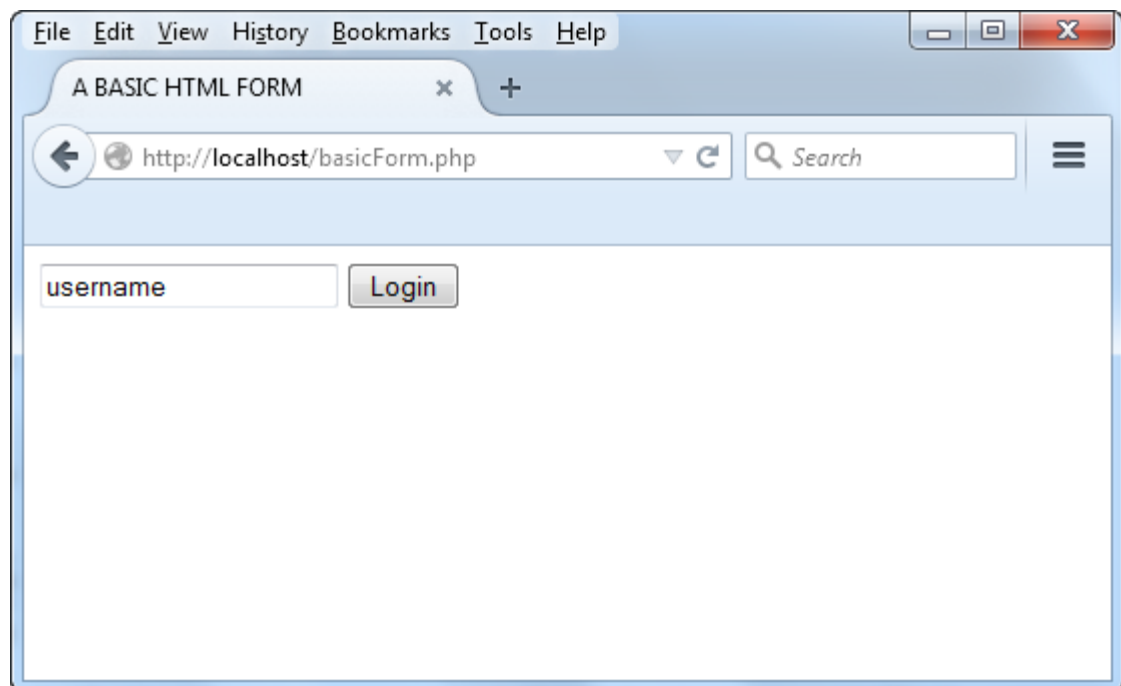 File Edit View History Bookmarks Tools Help
A BASIC HTML FORM
http://localhost/basicForm.php Search
username Login